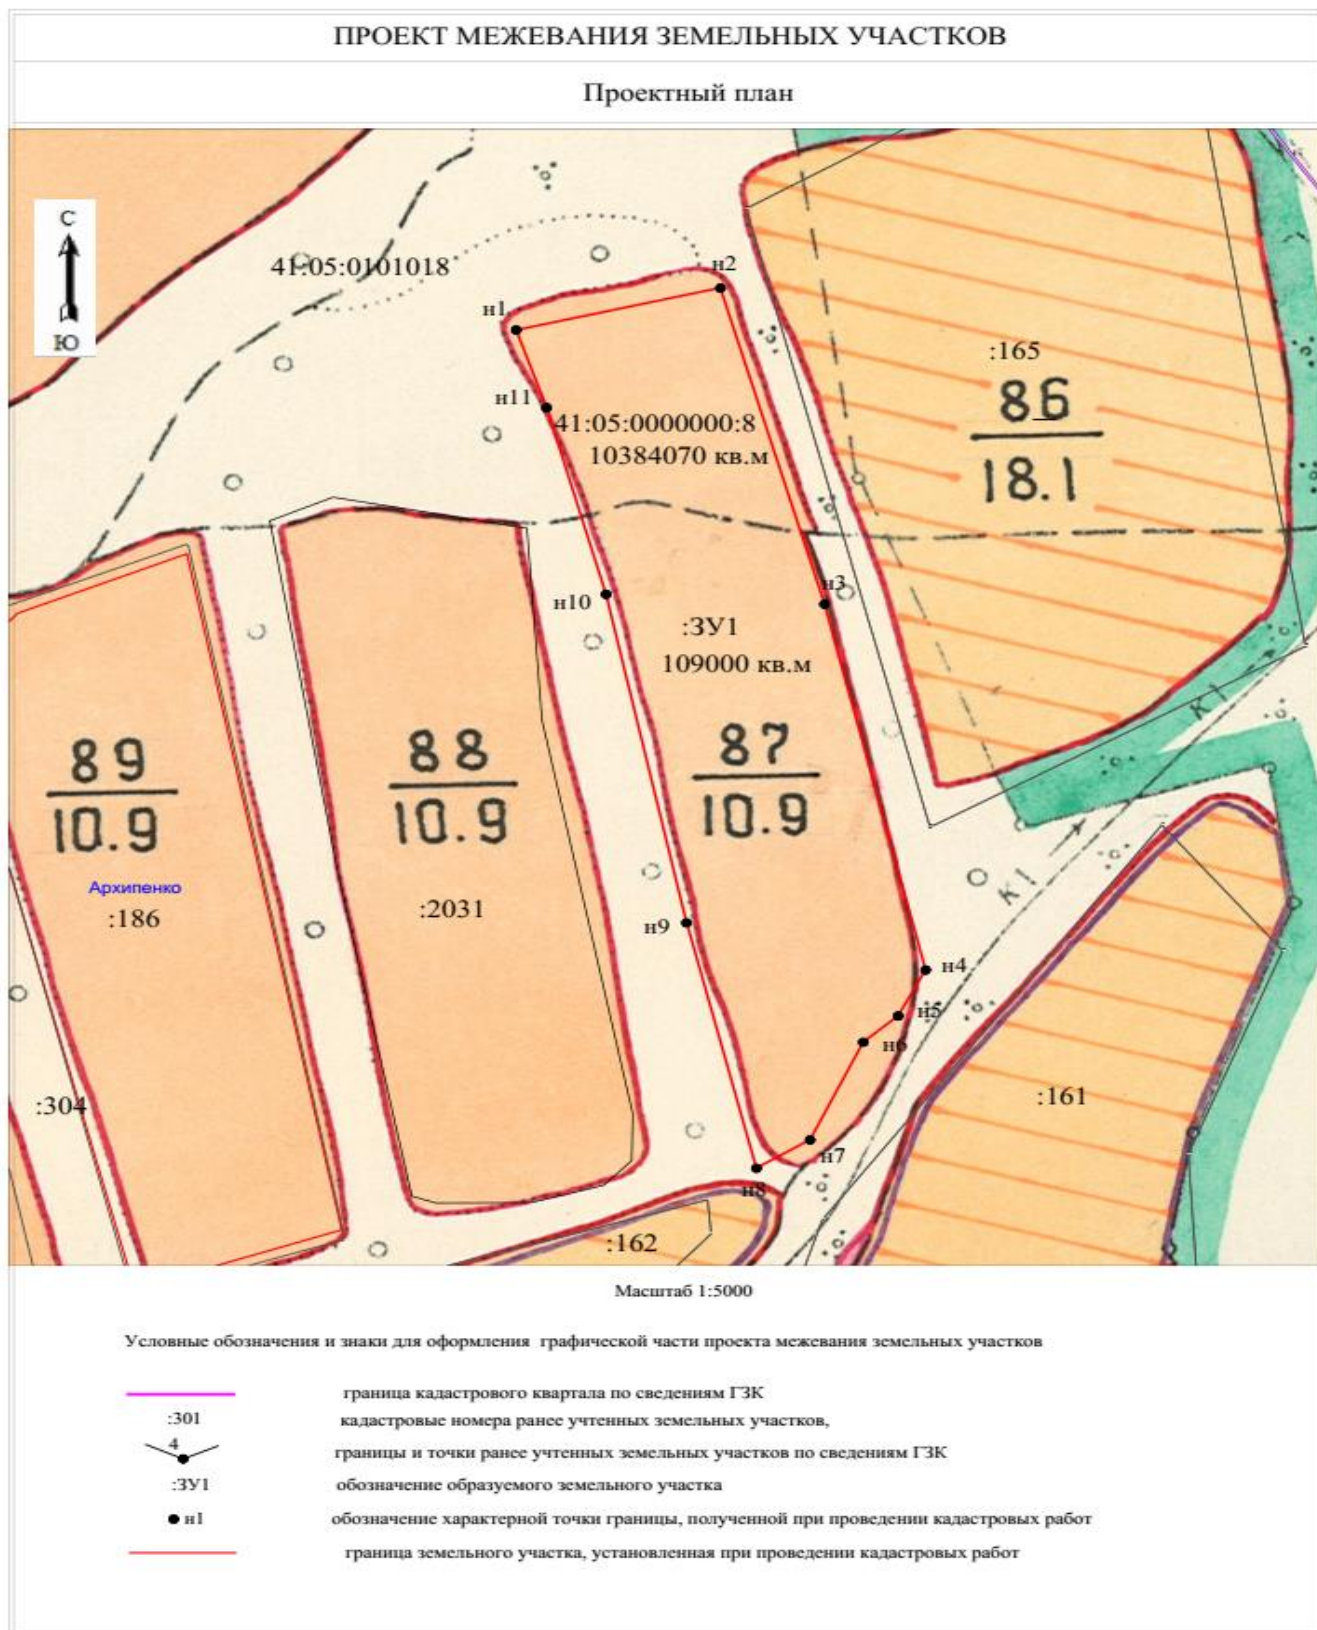 ПРОЕКТ МЕЖЕВАНИЯ ЗЕМЕЛЬНЫХ УЧАСТКОВ
Проектный план
С
Ю
41:05:0101018
н2
н1
:165
86
18.1
н11
41:05:0000000:8
10384070 кв.м
н3
н10
:ЗУ1
109000 кв.м
К1
89
10.9
88
10.9
87
10.9
Архипенко
:186
:2031
К1
н9
н4
н5
н6
:304
:161
н7
н8
:162
Масштаб 1:5000
Условные обозначения и знаки для оформления графической части проекта межевания земельных участков
граница кадастрового квартала по сведениям ГЗК
:301 кадастровые номера ранее учтенных земельных участков,
4 границы и точки ранее учтенных земельных участков по сведениям ГЗК
:ЗУ1 обозначение образуемого земельного участка
н1 обозначение характерной точки границы, полученной при проведении кадастровых работ
граница земельного участка, установленная при проведении кадастровых работ